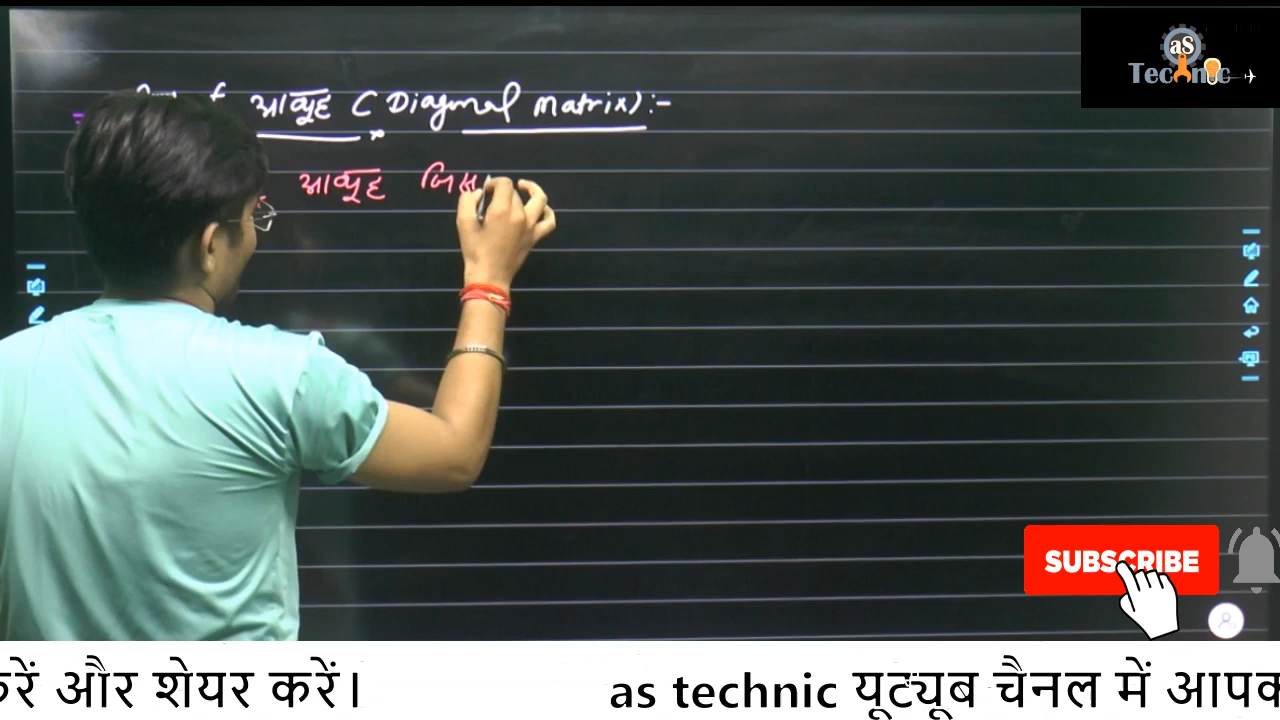 aS
Technic
आव्यूह (Diagonal Matrix):-
आव्यूह जिस
SUBSCRIBE
करें और शेयर करें। as technic यूट्यूब चैनल में आपक